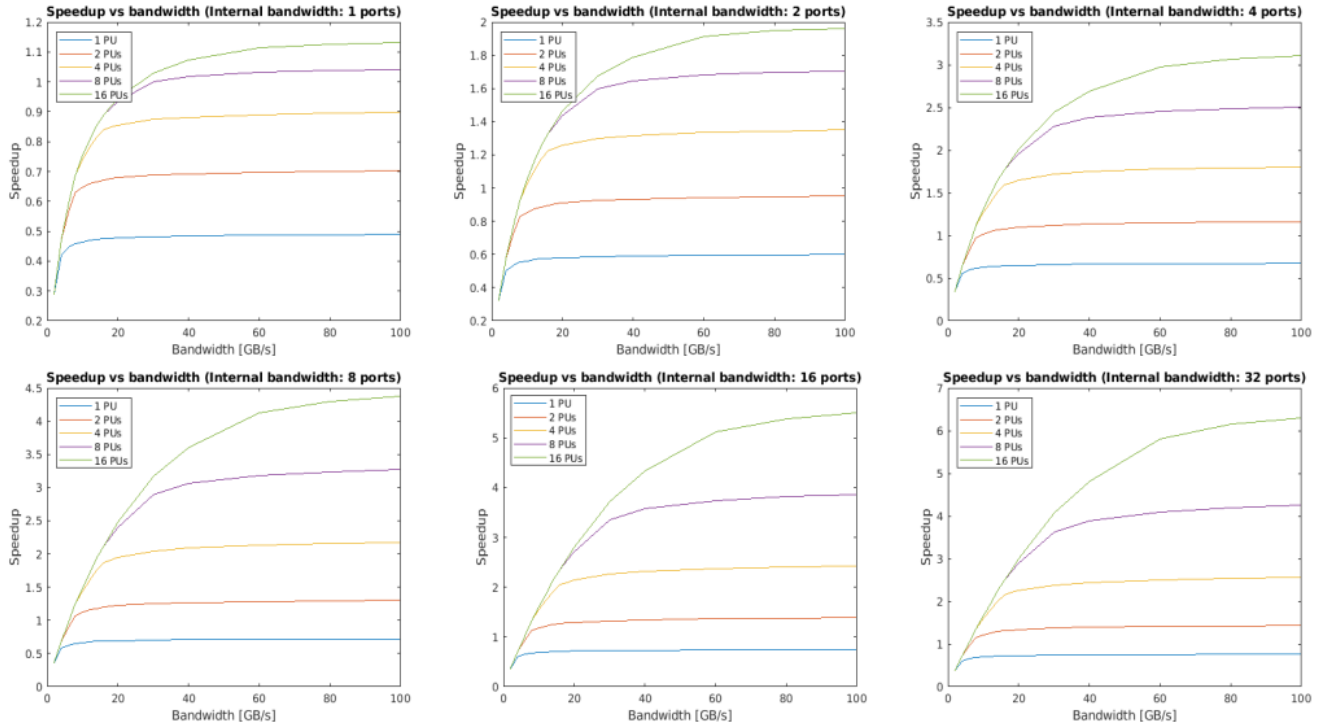 Speedup vs bandwidth (Internal bandwidth: 1 ports)
1.2
1.1
1
0.9
0.8
0.7
0.6
0.5
0.4
0.3
0.2
Speedup
1 PU
2 PUs
4 PUs
8 PUs
16 PUs
0 20 40 60 80 100
Bandwidth [GB/s]
Speedup vs bandwidth (Internal bandwidth: 2 ports)
2
1.8
1.6
1.4
1.2
1
0.8
0.6
0.4
0.2
Speedup
1 PU
2 PUs
4 PUs
8 PUs
16 PUs
0 20 40 60 80 100
Bandwidth [GB/s]
Speedup vs bandwidth (Internal bandwidth: 4 ports)
3.5
3
2.5
2
1.5
1
0.5
0
Speedup
1 PU
2 PUs
4 PUs
8 PUs
16 PUs
0 20 40 60 80 100
Bandwidth [GB/s]
Speedup vs bandwidth (Internal bandwidth: 8 ports)
4.5
4
3.5
3
2.5
2
1.5
1
0.5
0
Speedup
1 PU
2 PUs
4 PUs
8 PUs
16 PUs
0 20 40 60 80 100
Bandwidth [GB/s]
Speedup vs bandwidth (Internal bandwidth: 16 ports)
6
5
4
3
2
1
0
Speedup
1 PU
2 PUs
4 PUs
8 PUs
16 PUs
0 20 40 60 80 100
Bandwidth [GB/s]
Speedup vs bandwidth (Internal bandwidth: 32 ports)
7
6
5
4
3
2
1
0
Speedup
1 PU
2 PUs
4 PUs
8 PUs
16 PUs
0 20 40 60 80 100
Bandwidth [GB/s]